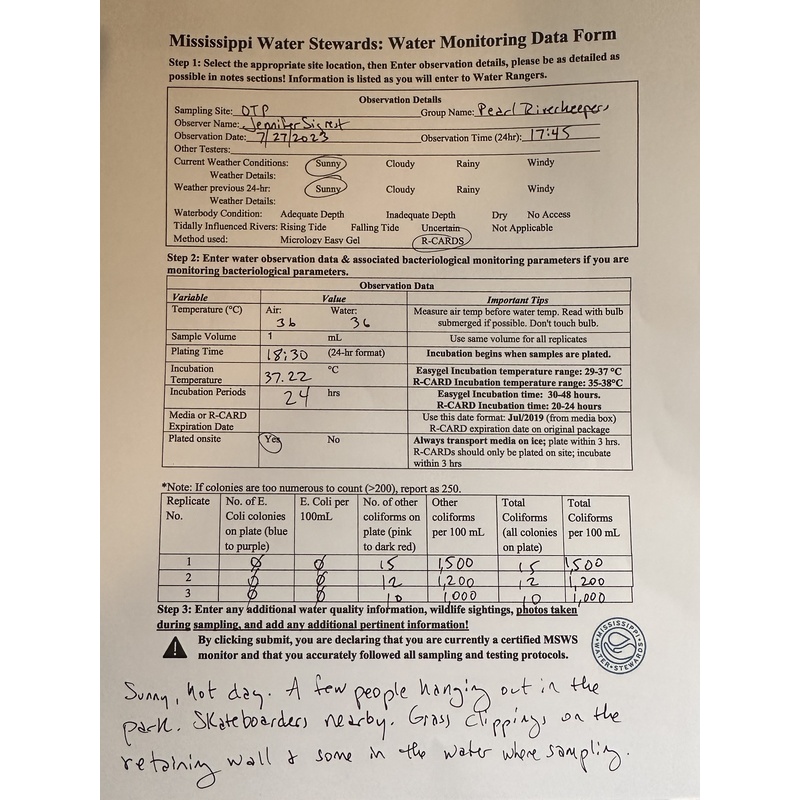 Mississippi Water Stewards: Water Monitoring Data Form
Step 1: Select the appropriate site location, then Enter observation details, please be as detailed as
possible in notes sections! Information is listed as you will enter to Water Rangers.
Observation Details
Sampling Site: OTP Group Name: Pearl Riverkeepers
Observer Name: Jennifer Sigrest
Observation Date: 7/27/2023 Observation Time (24hr): 17:45
Other Testers:
Current Weather Conditions: Sunny Cloudy Rainy Windy
Weather Details:
Weather previous 24-hr: Sunny Cloudy Rainy Windy
Weather Details:
Waterbody Condition: Adequate Depth Inadequate Depth Dry No Access
Tidally Influenced Rivers: Rising Tide Falling Tide Uncertain Not Applicable
Method used: Micrology Easy Gel R-CARDS
Step 2: Enter water observation data & associated bacteriological monitoring parameters if you are
monitoring bacteriological parameters.
Observation Data
Variable Value Important Tips
Temperature (°C) Air: 36 Water: 36 Measure air temp before water temp. Read with bulb
submerged if possible. Don't touch bulb.
Sample Volume 1 mL Use same volume for all replicates
Plating Time 18:30 (24-hr format) Incubation begins when samples are plated.
Incubation Temperature 37.22 °C Easygel Incubation temperature range: 29-37 °C
R-CARD Incubation temperature range: 35-38°C
Incubation Periods 24 hrs Easygel Incubation time: 30-48 hours.
R-CARD Incubation time: 20-24 hours
Media or R-CARD Expiration Date Use this date format: Jul/2019 (from media box)
R-CARD expiration date on original package
Plated onsite Yes No Always transport media on ice; plate within 3 hrs.
R-CARDs should only be plated on site; incubate
within 3 hrs
*Note: If colonies are too numerous to count (>200), report as 250.
Replicate No. of E. E. Coli per No. of other Other Total Total
No. Coli colonies 100mL coliforms on coliforms Coliforms Coliforms
on plate (blue plate (pink per 100 mL (all colonies per 100 mL
to purple) to dark red) on plate)
1 0 0 15 1,500 15 1,500
2 0 0 12 1,200 12 1,200
3 0 0 10 1000 10 1,000
Step 3: Enter any additional water quality information, wildlife sightings, photos taken
during sampling, and add any additional pertinent information!
By clicking submit, you are declaring that you are currently a certified MSWS
monitor and that you accurately followed all sampling and testing protocols.
MISSISSIPPI WATER STEWARDS
Sunny, hot day. A few people hanging out in the
park. Skateboarders nearby. Grass clippings on the
retaining wall & some in the water where sampling.